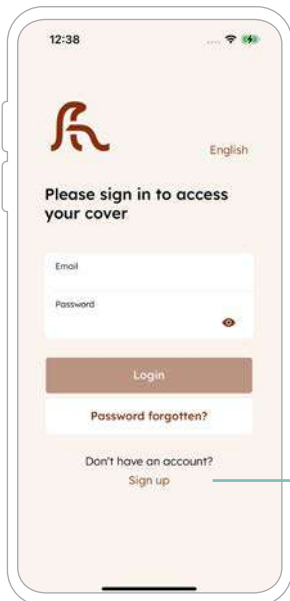 12:38
English
Please sign in to access
your cover
Email
Password
Login
Password forgotten?
Don't have an account?
Sign up